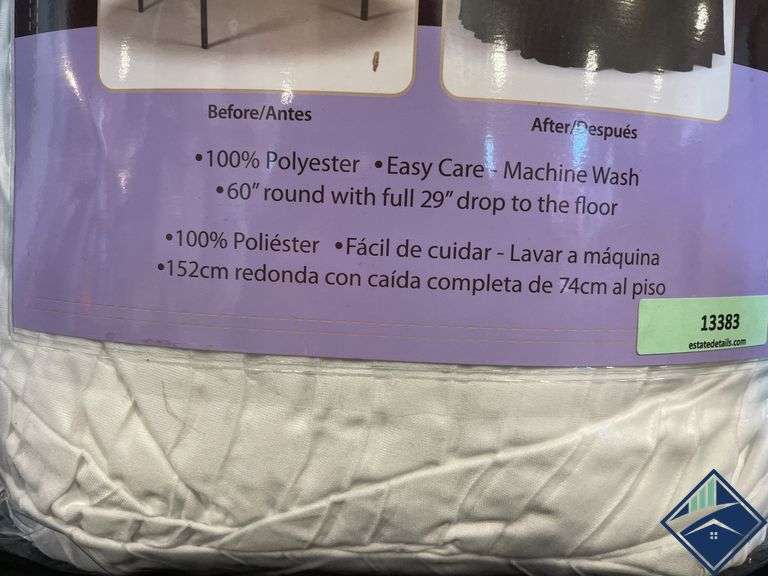 Before/Antes
After/Después
•100% Polyester •Easy Care - Machine Wash
•60" round with full 29" drop to the floor
•100% Poliéster •Fácil de cuidar - Lavar a máquina
•152cm redonda con caída completa de 74cm al piso
13383
estatedetails.com